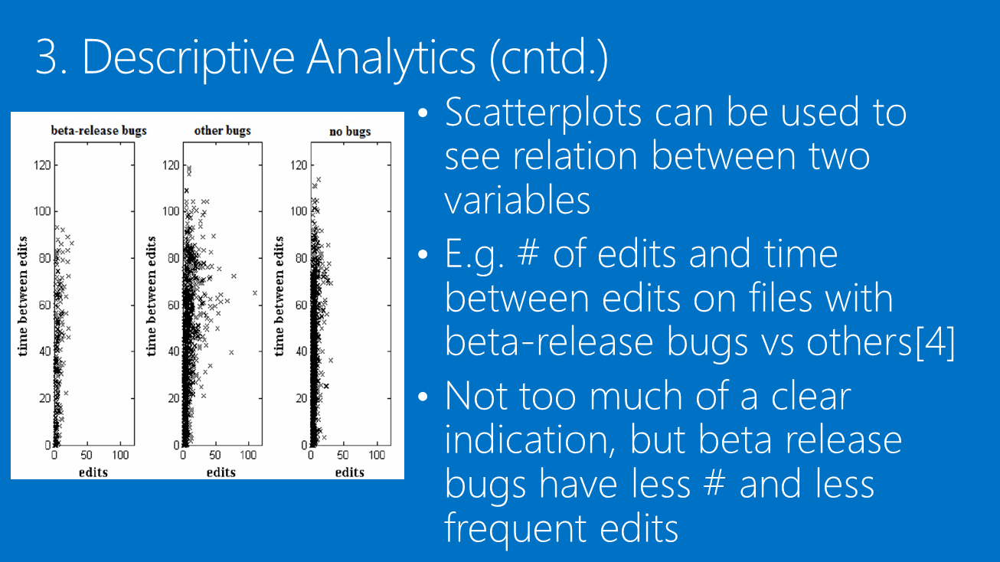 3. Descriptive Analytics (cntd.)
beta-release bugs
other bugs
no bugs
120
100
80
60
40
20
0
time between edits
0 50 100
edits
120
100
80
60
40
20
0
time between edits
0 50 100
edits
120
100
80
60
40
20
0
time between edits
0 50 100
edits
• Scatterplots can be used to
see relation between two
variables
• E.g. # of edits and time
between edits on files with
beta-release bugs vs others[4]
• Not too much of a clear
indication, but beta release
bugs have less # and less
frequent edits